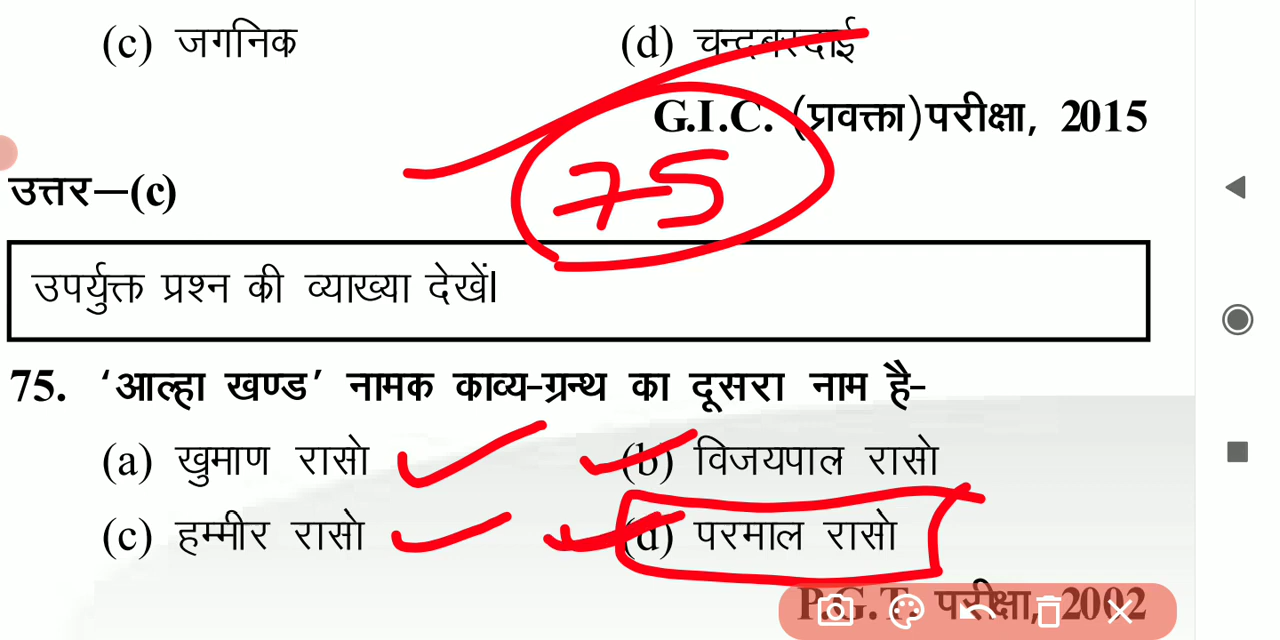 (c) जगनिक (d) चन्दबरदाई
G.I.C. (प्रवक्ता) परीक्षा, 2015
75
उत्तर–(c)
उपर्युक्त प्रश्न की व्याख्या देखें।
75. ‘आल्हा खण्ड’ नामक काव्य-ग्रन्थ का दूसरा नाम है-
(a) खुमाण रासो (b) विजयपाल रासो
(c) हम्मीर रासो (d) परमाल रासो
P.G.T. परीक्षा, 2002